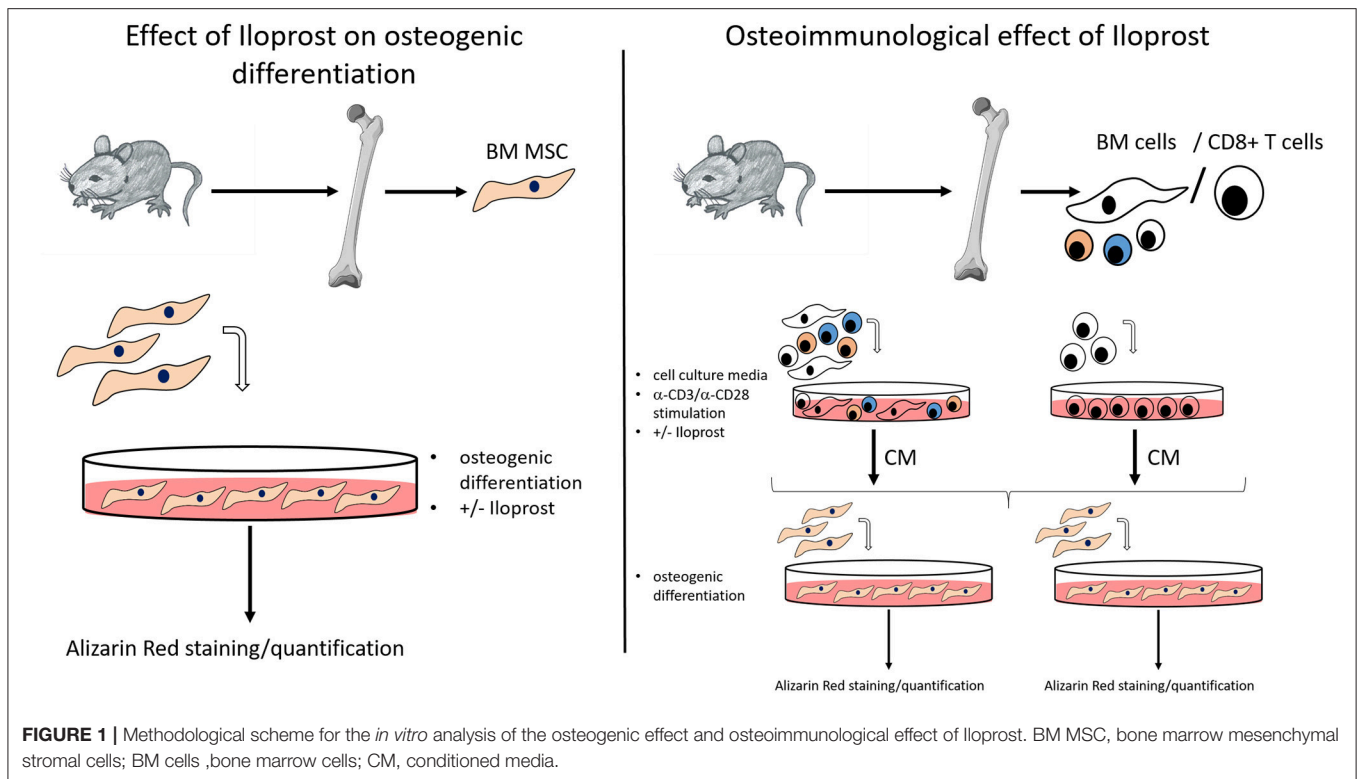 Effect of Iloprost on osteogenic
differentiation
BM MSC
• osteogenic
differentiation
• +/- Iloprost
Alizarin Red staining/quantification
Osteoimmunological effect of Iloprost
BM cells / CD8+ T cells
/
• cell culture media
• α-CD3/α-CD28
stimulation
• +/- Iloprost
CM
CM
• osteogenic
differentiation
Alizarin Red staining/quantification
Alizarin Red staining/quantification
FIGURE 1 | Methodological scheme for the in vitro analysis of the osteogenic effect and osteoimmunological effect of Iloprost. BM MSC, bone marrow mesenchymal
stromal cells; BM cells ,bone marrow cells; CM, conditioned media.